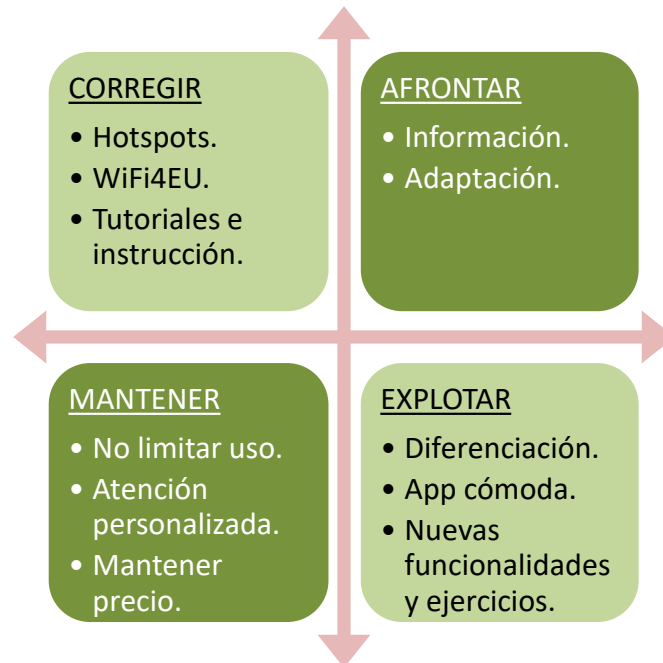 CORREGIR
• Hotspots.
• WiFi4EU.
• Tutoriales e
instrucción.
AFRONTAR
• Información.
• Adaptación.
MANTENER
• No limitar uso.
• Atención
personalizada.
• Mantener
precio.
EXPLOTAR
• Diferenciación.
• App cómoda.
• Nuevas
funcionalidades
y ejercicios.